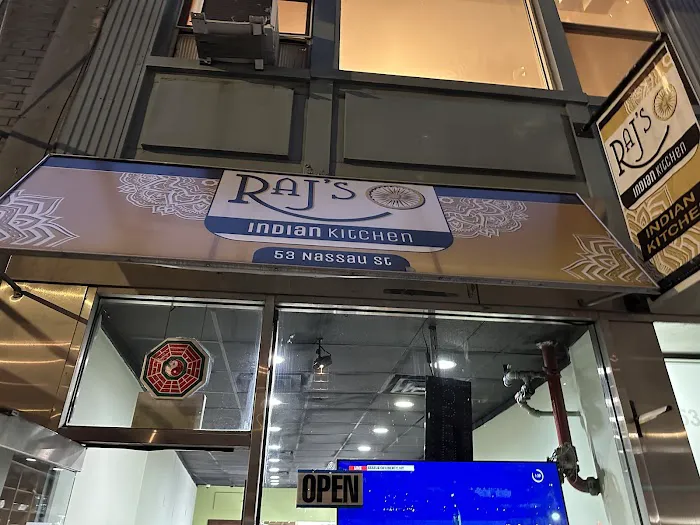 RAJ'S
INDIAN KITCHEN
53 Nassau St
RAJ'S
INDIAN KITCHEN
INDIAN
KITCHEN
OPEN